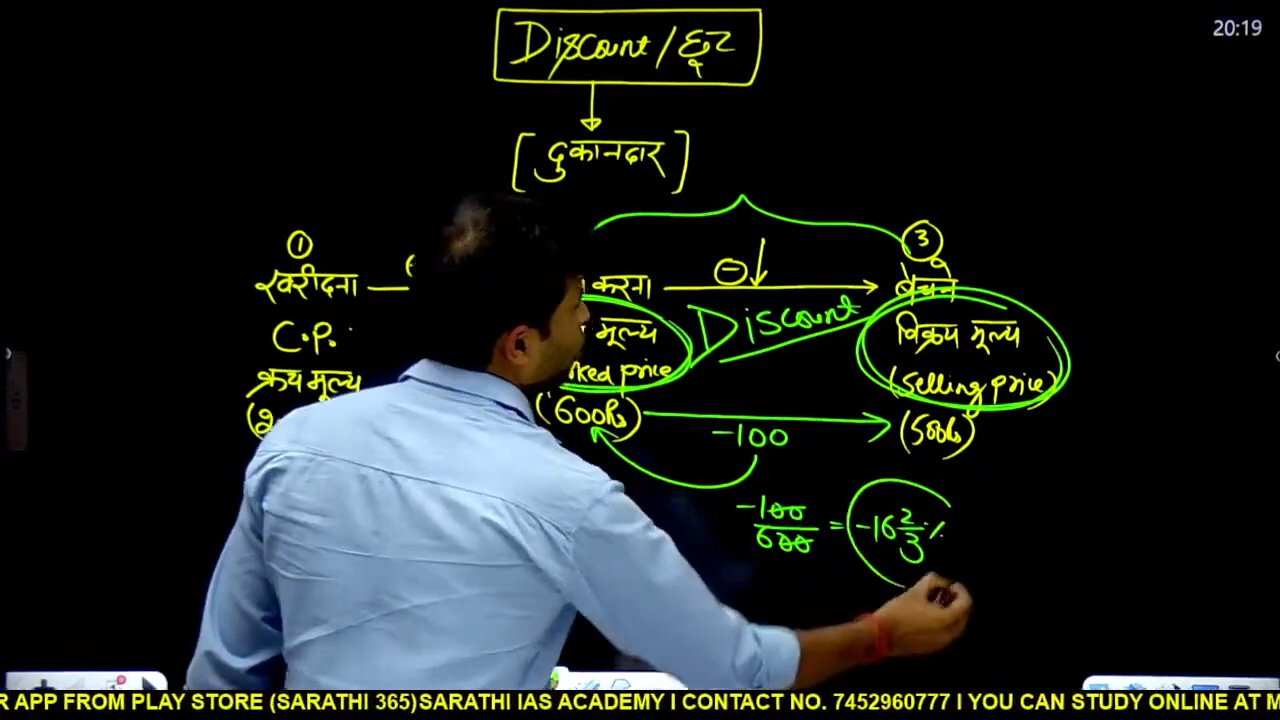 20:19
Discount / छूट
[दुकानदार]
① ③
खरीदना करना ⊖ बेचने
C.P. मूल्य Discount विक्रय मूल्य
क्रय मूल्य ked price (Selling price)
(600Rs) -100 (500Rs)
-100/600 = -16 2/3 %
R APP FROM PLAY STORE (SARATHI 365)SARATHI IAS ACADEMY I CONTACT NO. 7452960777 I YOU CAN STUDY ONLINE AT M